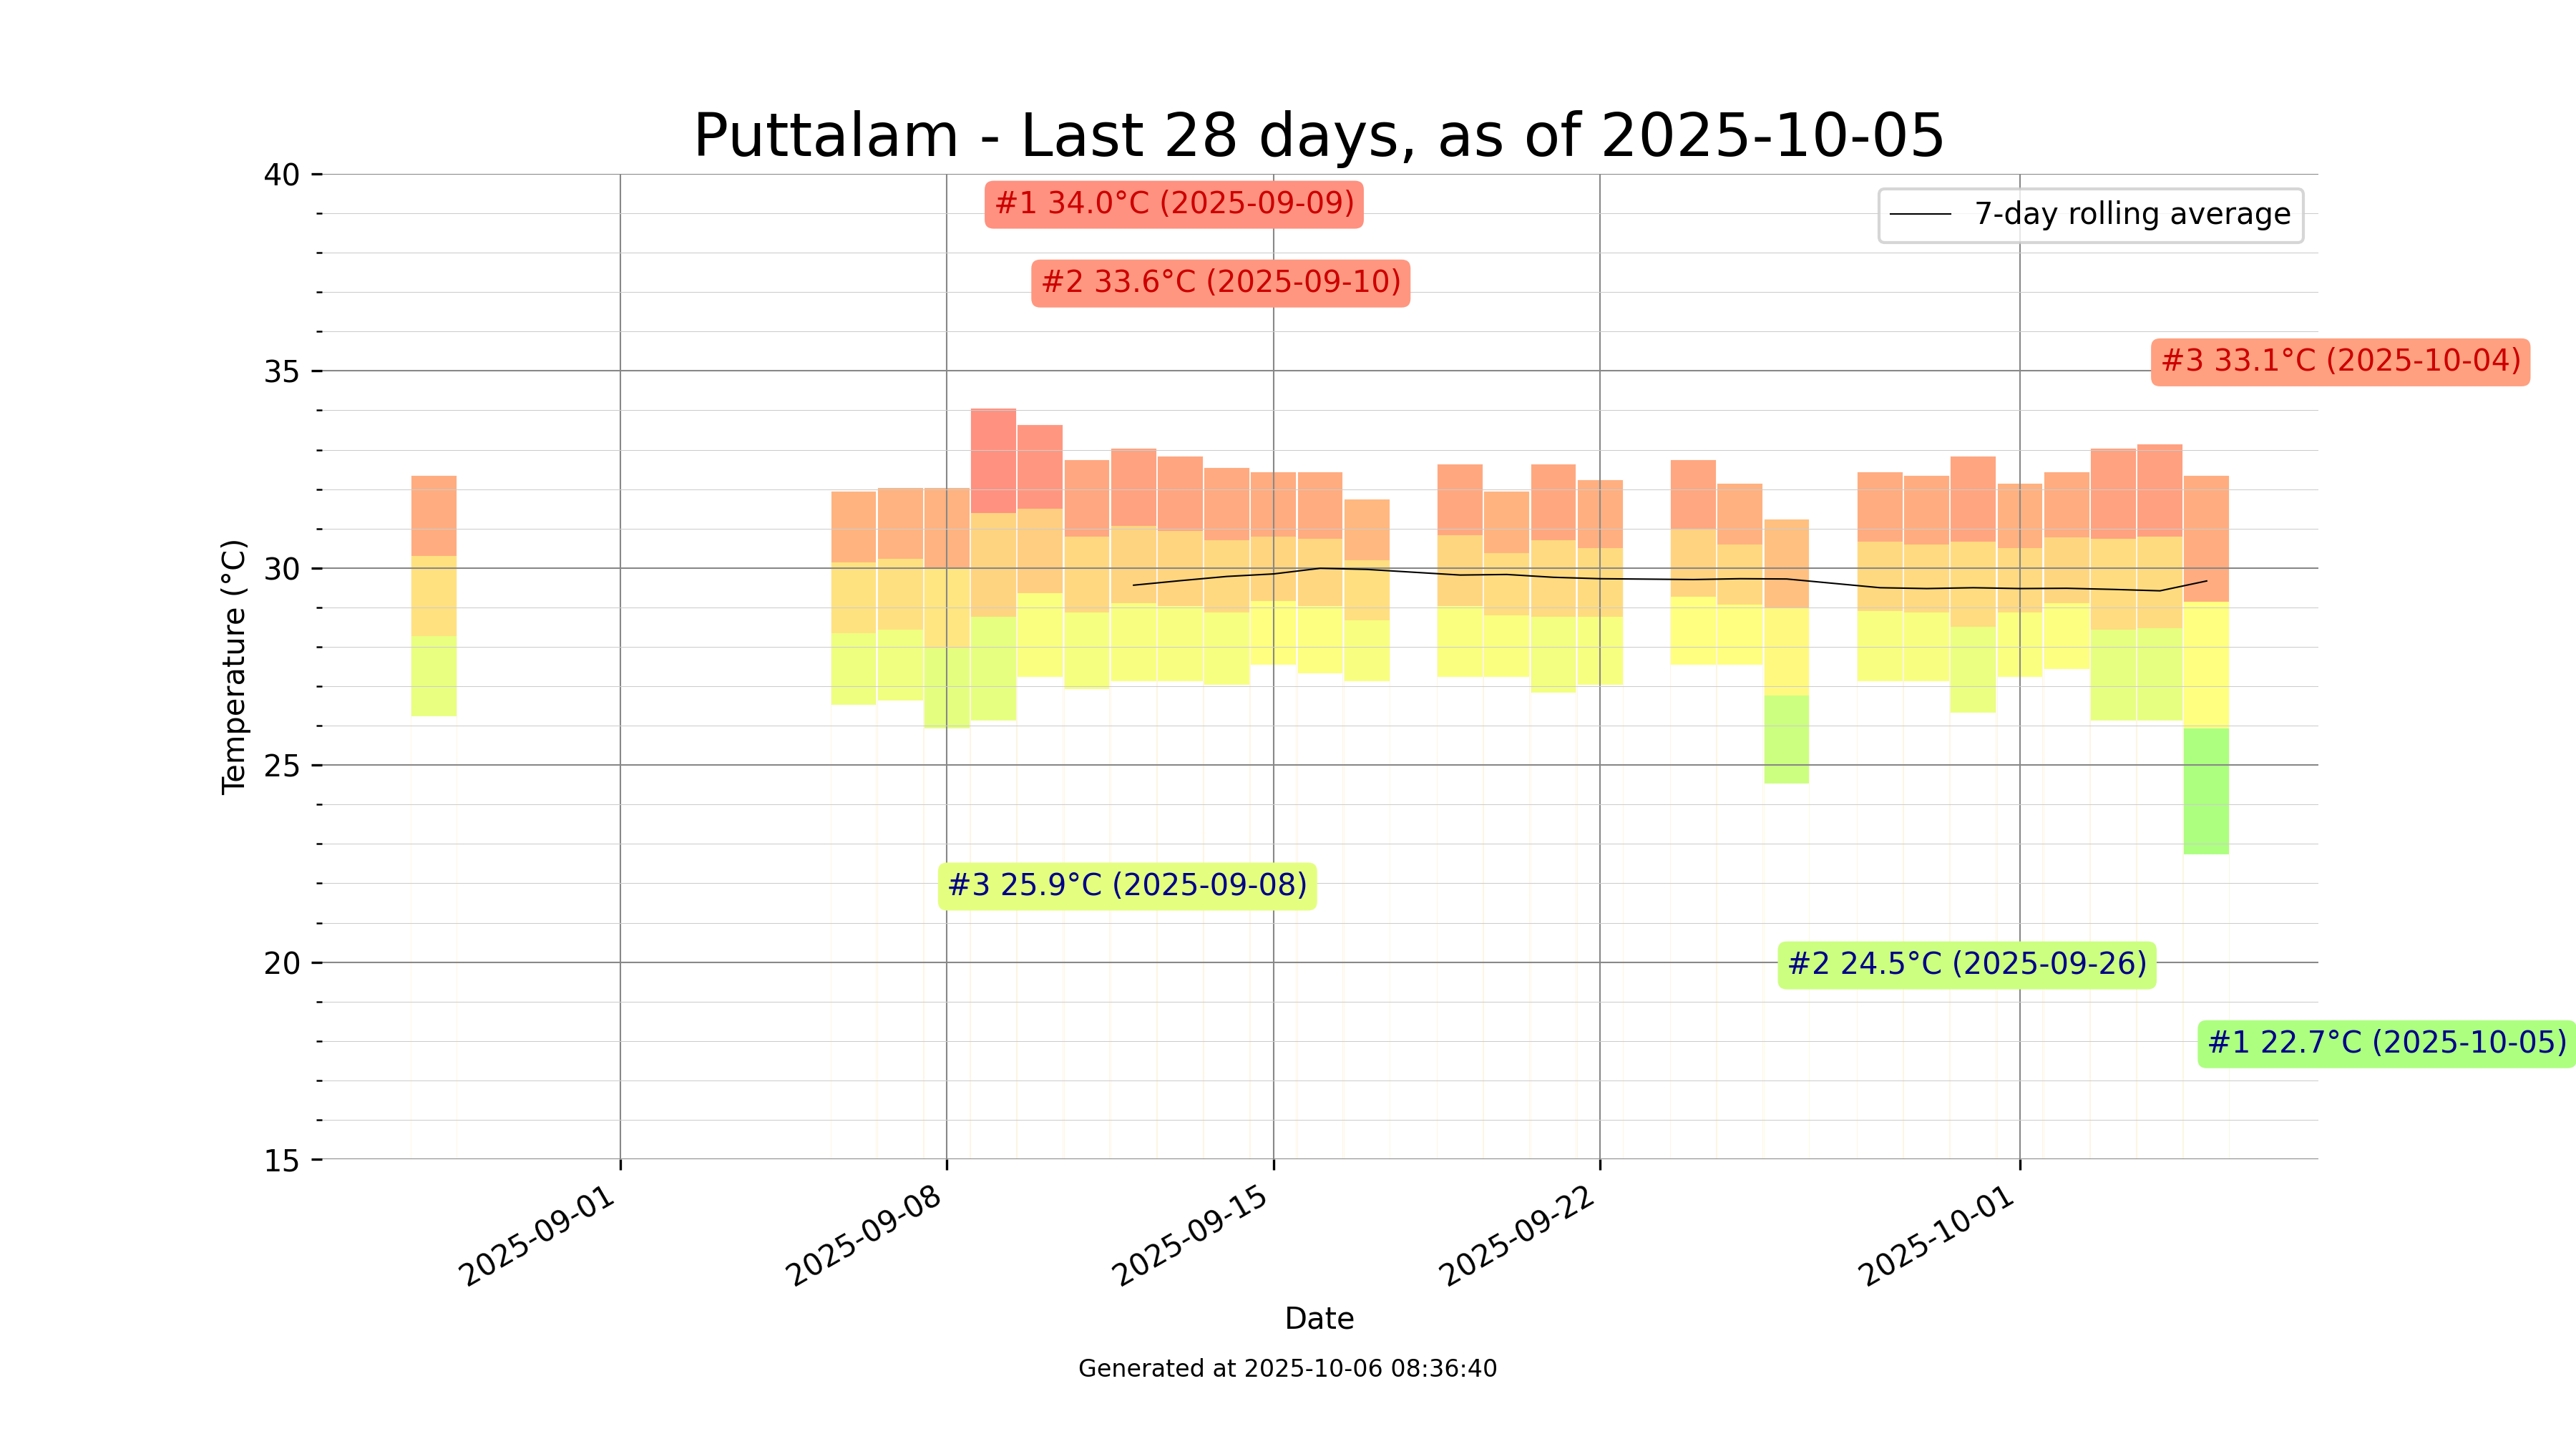 Puttalam - Last 28 days, as of 2025-10-05
#1 34.0°C (2025-09-09)
7-day rolling average
#2 33.6°C (2025-09-10)
#3 33.1°C (2025-10-04)
#3 25.9°C (2025-09-08)
#2 24.5°C (2025-09-26)
#1 22.7°C (2025-10-05)
Temperature (°C)
40
35
30
25
20
15
2025-09-01
2025-09-08
2025-09-15
2025-09-22
2025-10-01
Date
Generated at 2025-10-06 08:36:40